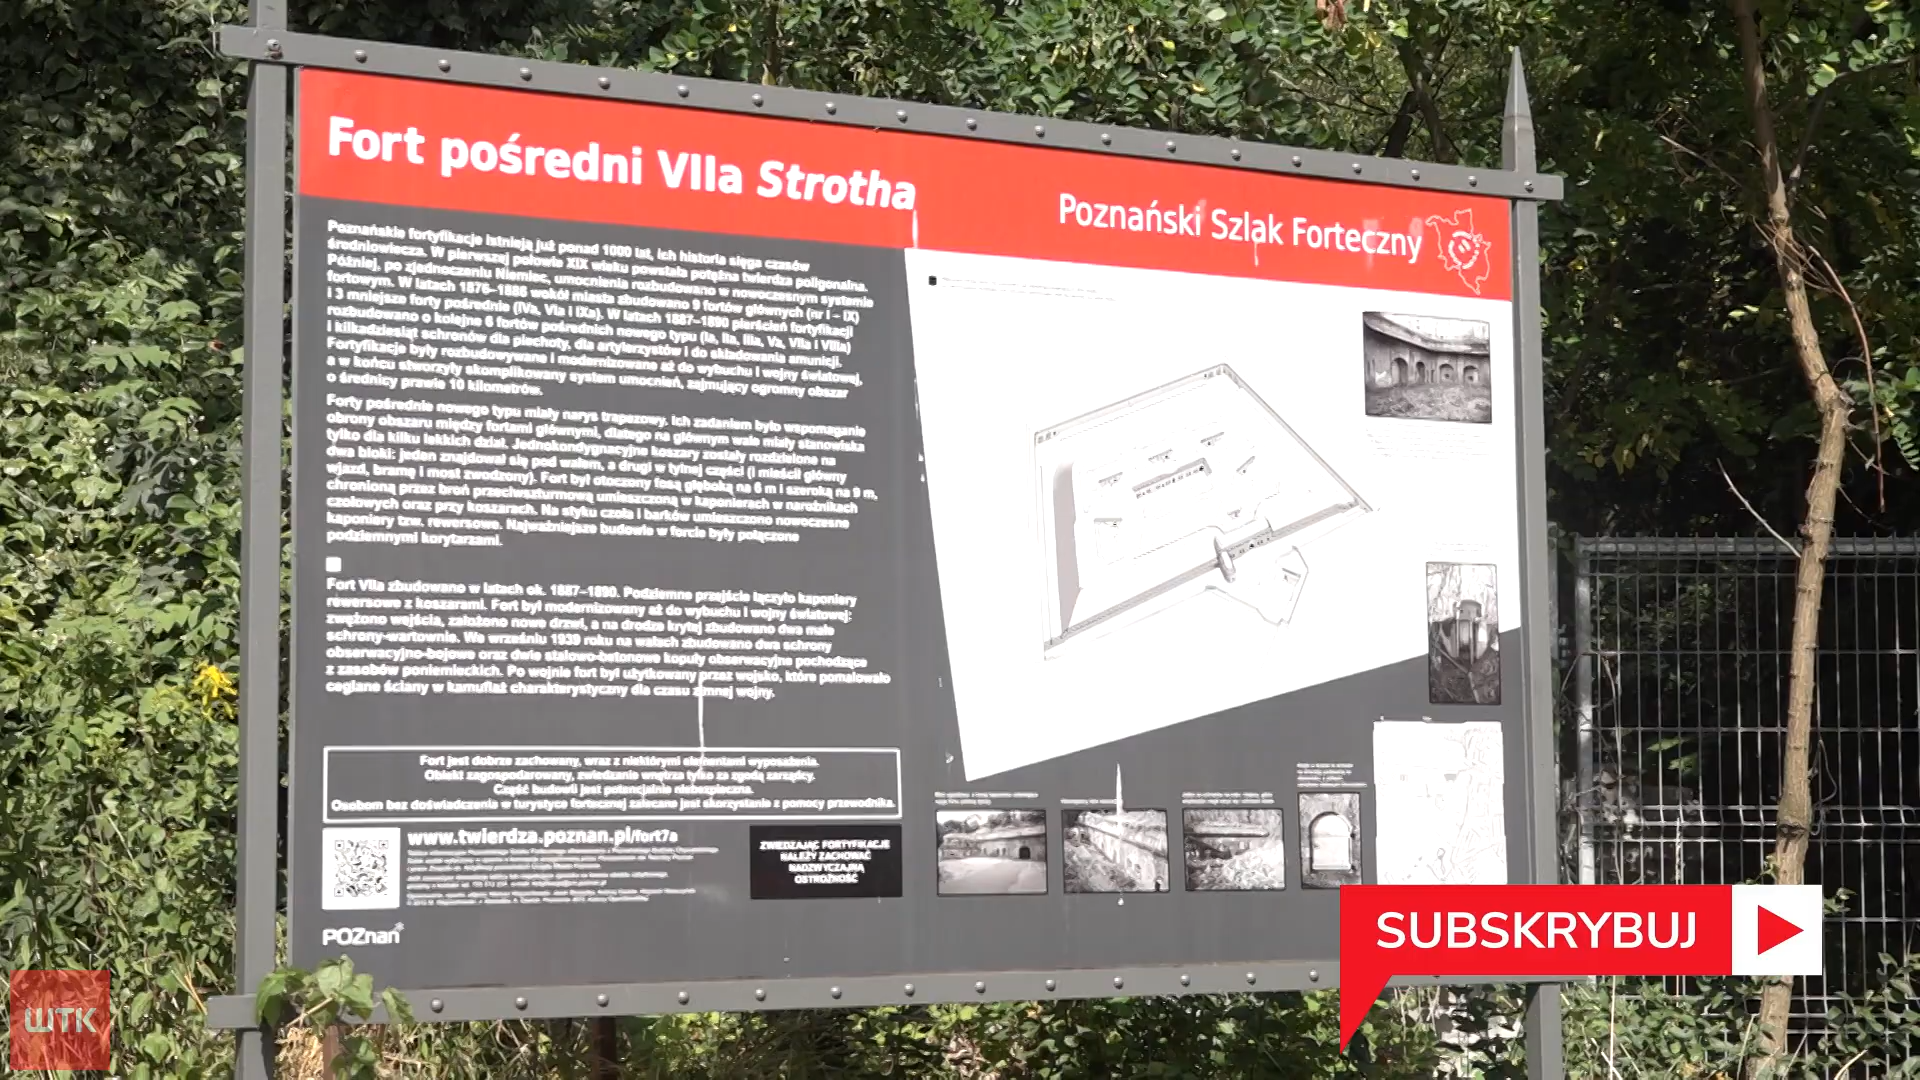 Fort pośredni VIIa Strotha
Poznański Szlak Forteczny
Poznańskie fortyfikacje istnieją już ponad 1000 lat, ich historia sięga czasów
średniowiecza. W pierwszej połowie XIX wieku powstała potężna twierdza poligonalna.
Później, po zjednoczeniu Niemiec, umocnienia rozbudowano w nowoczesnym systemie
fortowym. W latach 1876–1886 wokół miasta zbudowano 9 fortów głównych (nr I – IX)
i 3 mniejsze forty pośrednie (IVa, VIa i IXa). W latach 1887–1890 pierścień fortyfikacji
rozbudowano o kolejne 6 fortów pośrednich nowego typu (Ia, IIa, IIIa, Va, VIIa i VIIIa)
i kilkadziesiąt schronów dla piechoty, dla artylerzystów i do składowania amunicji.
Fortyfikacje były rozbudowywane i modernizowane aż do wybuchu I wojny światowej,
a w końcu stworzyły skomplikowany system umocnień, zajmujący ogromny obszar
o średnicy prawie 10 kilometrów.
Forty pośrednie nowego typu miały narys trapezowy. Ich zadaniem było wspomaganie
obrony obszaru między fortami głównymi, dlatego na głównym wale miały stanowiska
tylko dla kilku lekkich dział. Jednokondygnacyjne koszary zostały rozdzielone na
dwa bloki: jeden znajdował się pod wałem, a drugi w tylnej części (i mieścił główny
wjazd, bramę i most zwodzony). Fort był otoczony fosą głęboką na 6 m i szeroką na 9 m,
chronioną przez broń przeciwszturmową umieszczoną w kaponierach w narożnikach
czołowych oraz przy koszarach. Na styku czoła i barków umieszczono nowoczesne
kaponiery tzw. rewersowe. Najważniejsze budowle w forcie były połączone
podziemnymi korytarzami.
Fort VIIa zbudowano w latach ok. 1887–1890. Podziemne przejście łączyło kaponiery
rewersowe z koszarami. Fort był modernizowany aż do wybuchu I wojny światowej:
zwężono wejścia, założono nowe drzwi, a na drodze krytej zbudowano dwa małe
schrony-wartownie. We wrześniu 1939 roku na wałach zbudowano dwa schrony
obserwacyjno-bojowe oraz dwie stalowo-betonowe kopuły obserwacyjne pochodzące
z zasobów poniemieckich. Po wojnie fort był użytkowany przez wojsko, które pomalowało
ceglane ściany w kamuflaż charakterystyczny dla czasu zimnej wojny.
Fort jest dobrze zachowany, wraz z niektórymi elementami wyposażenia.
Obiekt zagospodarowany, zwiedzanie wnętrza tylko za zgodą zarządcy.
Część budowli jest potencjalnie niebezpieczna.
Osobom bez doświadczenia w turystyce fortecznej zalecane jest skorzystanie z pomocy przewodnika.
www.twierdza.poznan.pl/fort7a
ZWIEDZAJĄC FORTYFIKACJE
NALEŻY ZACHOWAĆ
NADZWYCZAJNĄ
OSTROŻNOŚĆ
POZnan*
SUBSKRYBUJ
WTK